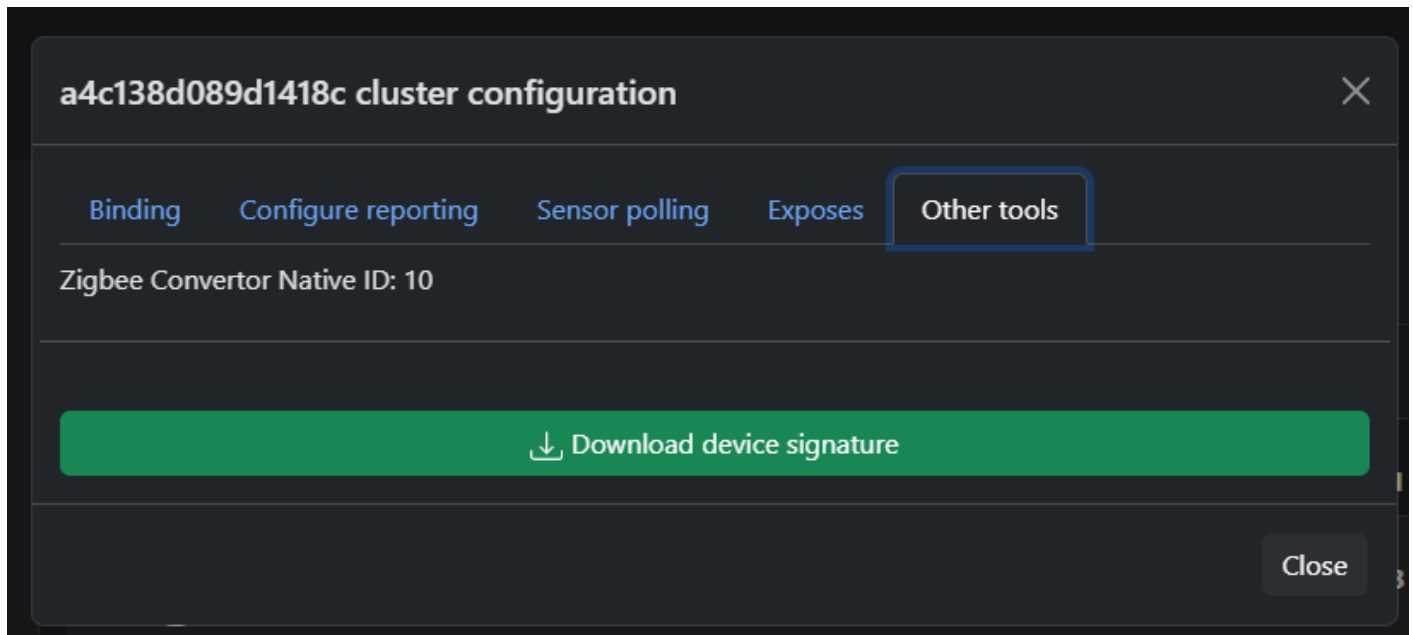 a4c138d089d1418c cluster configuration
Binding Configure reporting Sensor polling Exposes Other tools
Zigbee Convertor Native ID: 10
Download device signature
Close